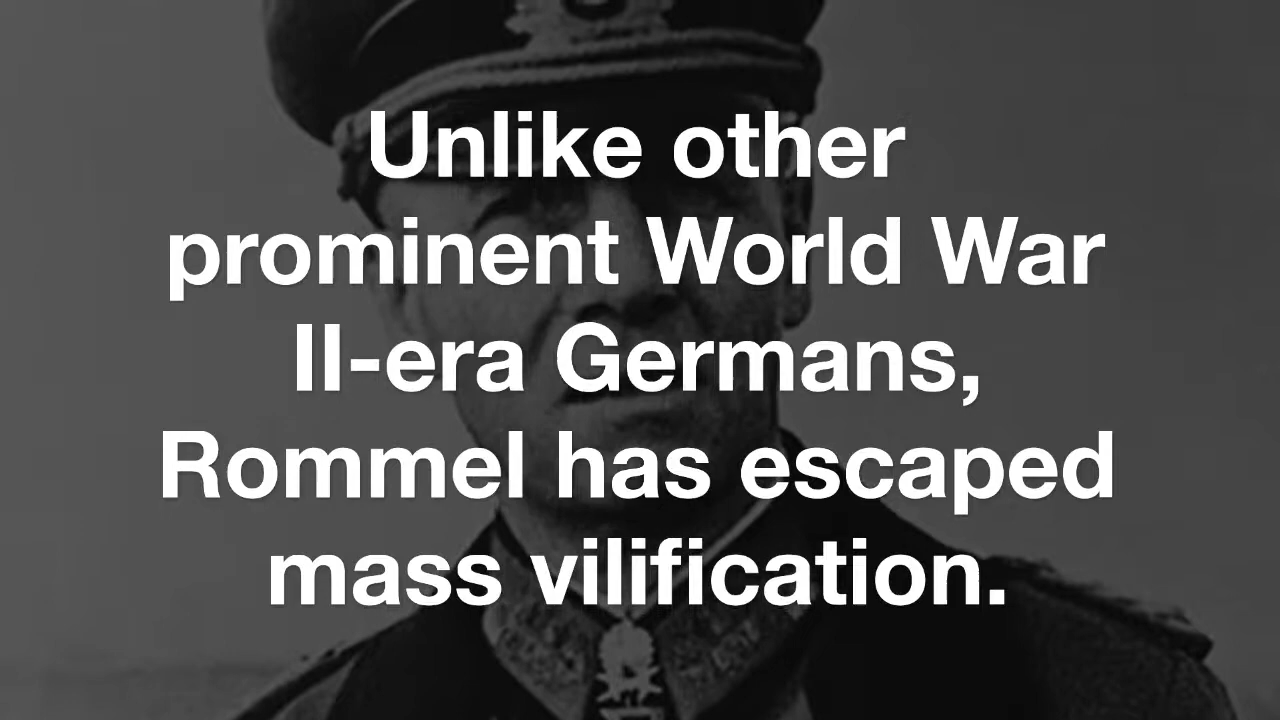 Unlike other
prominent World War
II-era Germans,
Rommel has escaped
mass vilification.